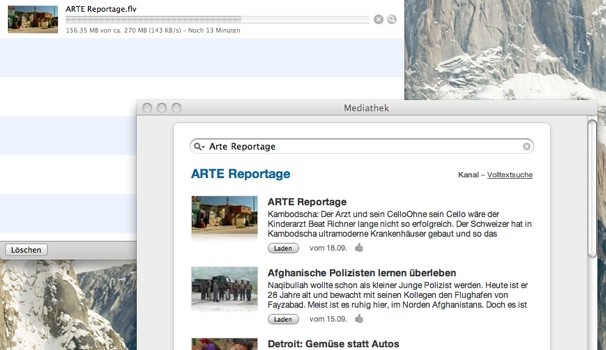 ARTE Reportage.flv
156.35 MB von ca. 270 MB (143 KB/s) - Noch 13 Minuten
Mediathek
Arte Reportage
ARTE Reportage
Kanal – Volltextsuche
ARTE Reportage
Kambodscha: Der Arzt und sein CelloOhne sein Cello wäre der
Kinderarzt Beat Richner lange nicht so erfolgreich. Der Schweizer hat in
Kambodscha ultramoderne Krankenhäuser gebaut und so das
Laden vom 18.09.
Löschen
Afghanische Polizisten lernen überleben
Naqibullah wollte schon als kleiner Junge Polizist werden. Heute ist er
28 Jahre alt und bewacht mit seinen Kollegen den Flughafen von
Fayzabad. Meist ist es ruhig hier, im Norden Afghanistans. Doch es ist
Laden vom 15.09.
Detroit: Gemüse statt Autos